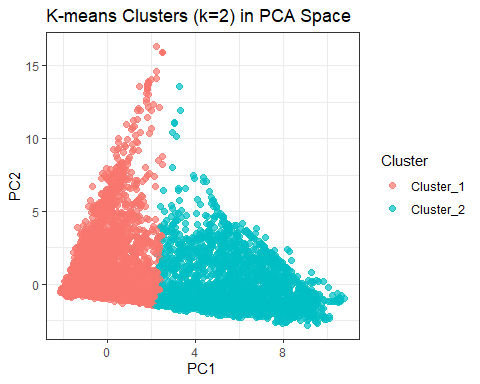 K-means Clusters (k=2) in PCA Space
15
10
5
0
PC2
0 4 8
PC1
Cluster
Cluster_1
Cluster_2